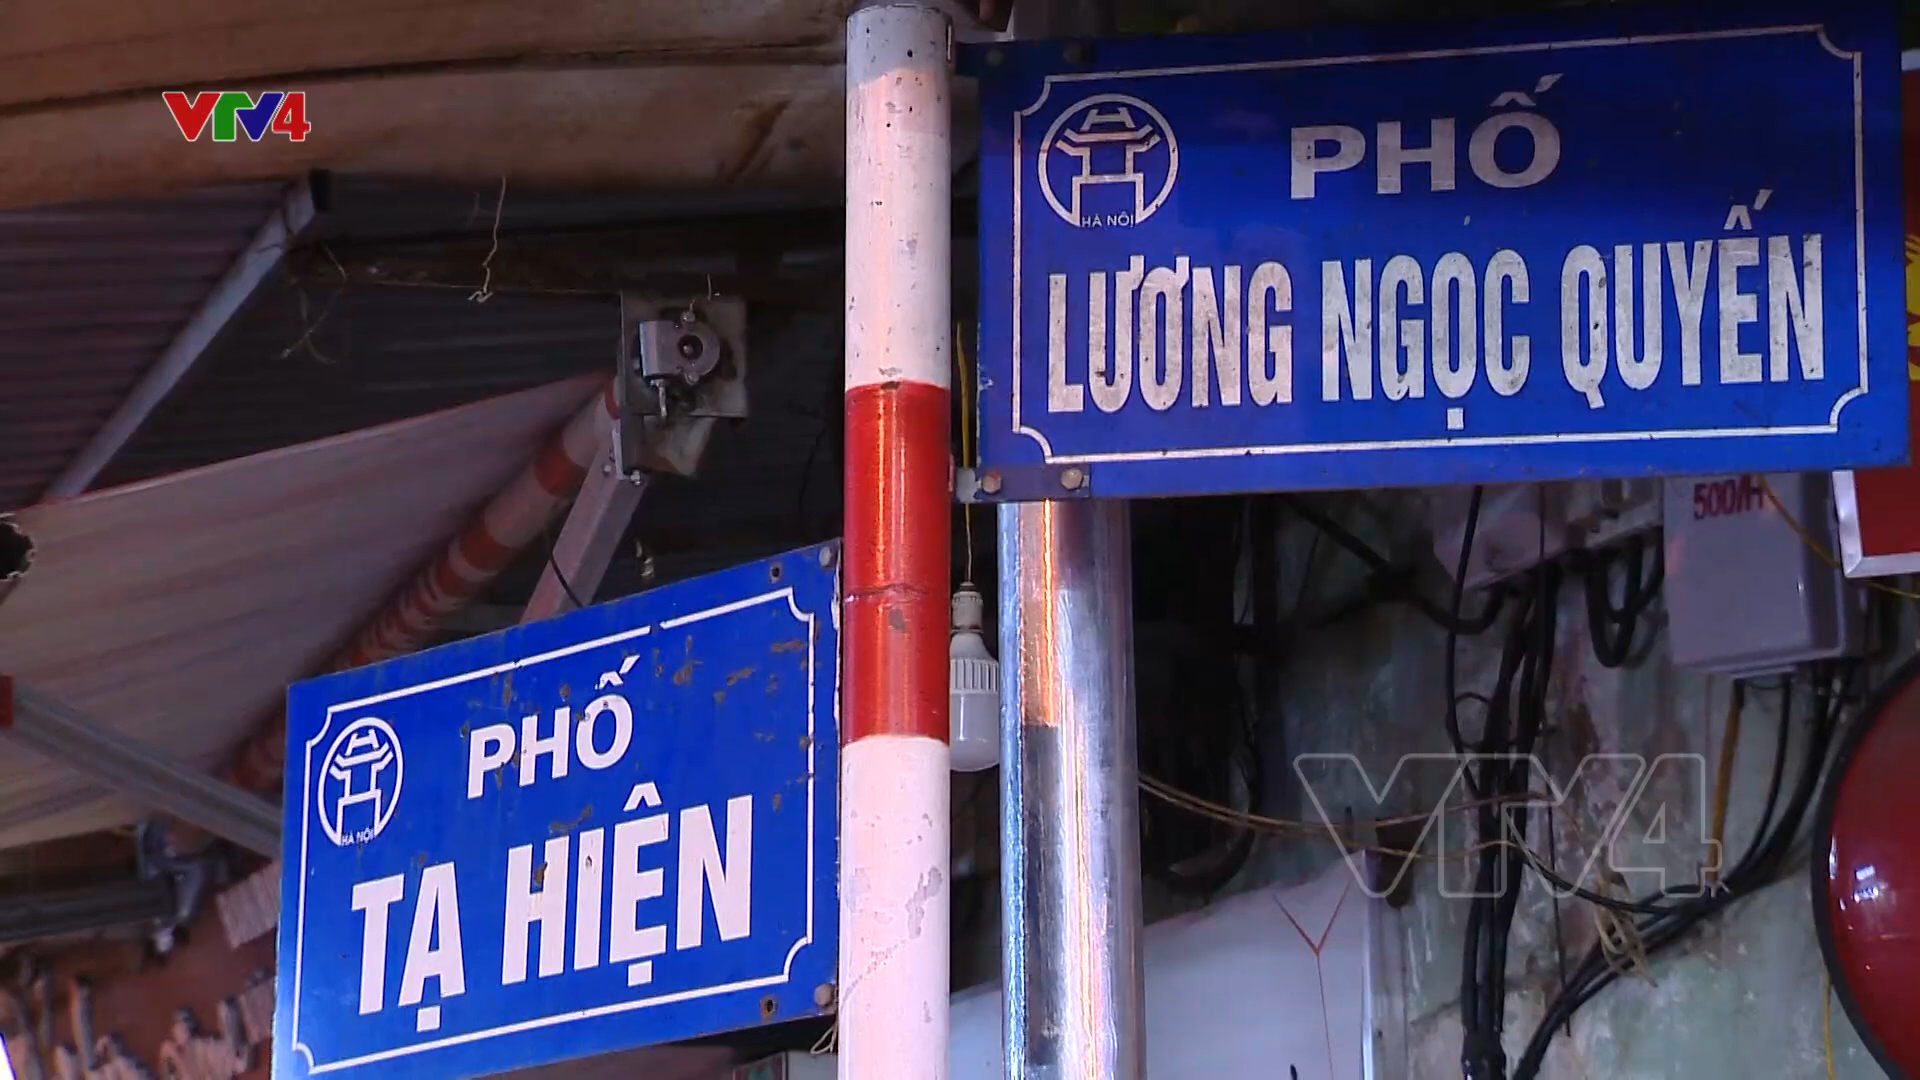 VTV4
PHỐ
LƯƠNG NGỌC QUYẾN
HÀ NỘI
500/H
PHỐ
TẠ HIỆN
HÀ NỘI
VTV4